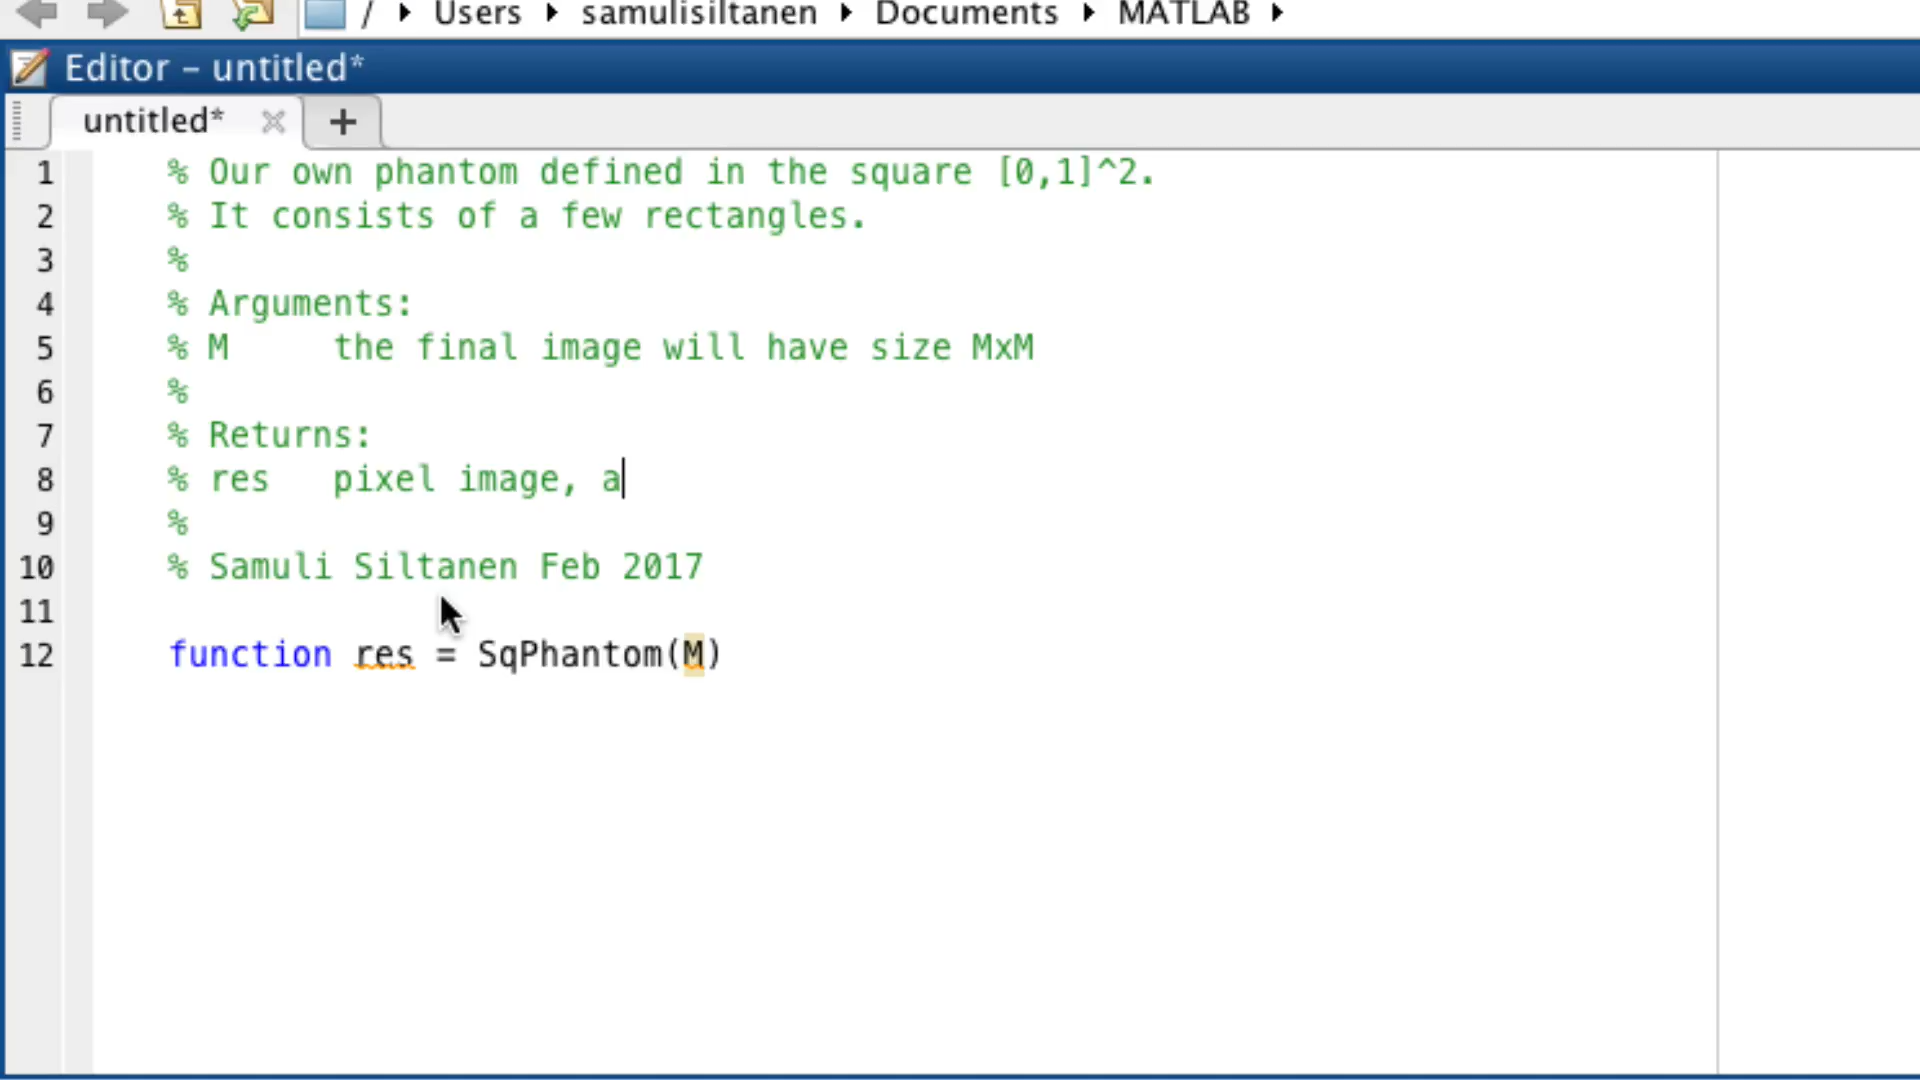 / Users samulisiltanen Documents MATLAB
Editor – untitled*
untitled* +
1 % Our own phantom defined in the square [0,1]^2.
2 % It consists of a few rectangles.
3 %
4 % Arguments:
5 % M     the final image will have size MxM
6 %
7 % Returns:
8 % res   pixel image, a
9 %
10 % Samuli Siltanen Feb 2017
11
12 function res = SqPhantom(M)